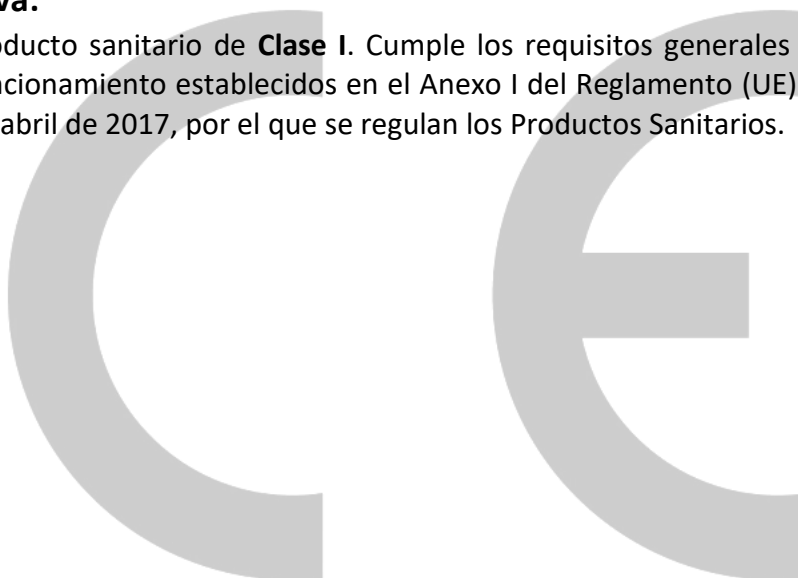 va:
oducto sanitario de Clase I. Cumple los requisitos generales
ncionamiento establecidos en el Anexo I del Reglamento (UE)
abril de 2017, por el que se regulan los Productos Sanitarios.
CE